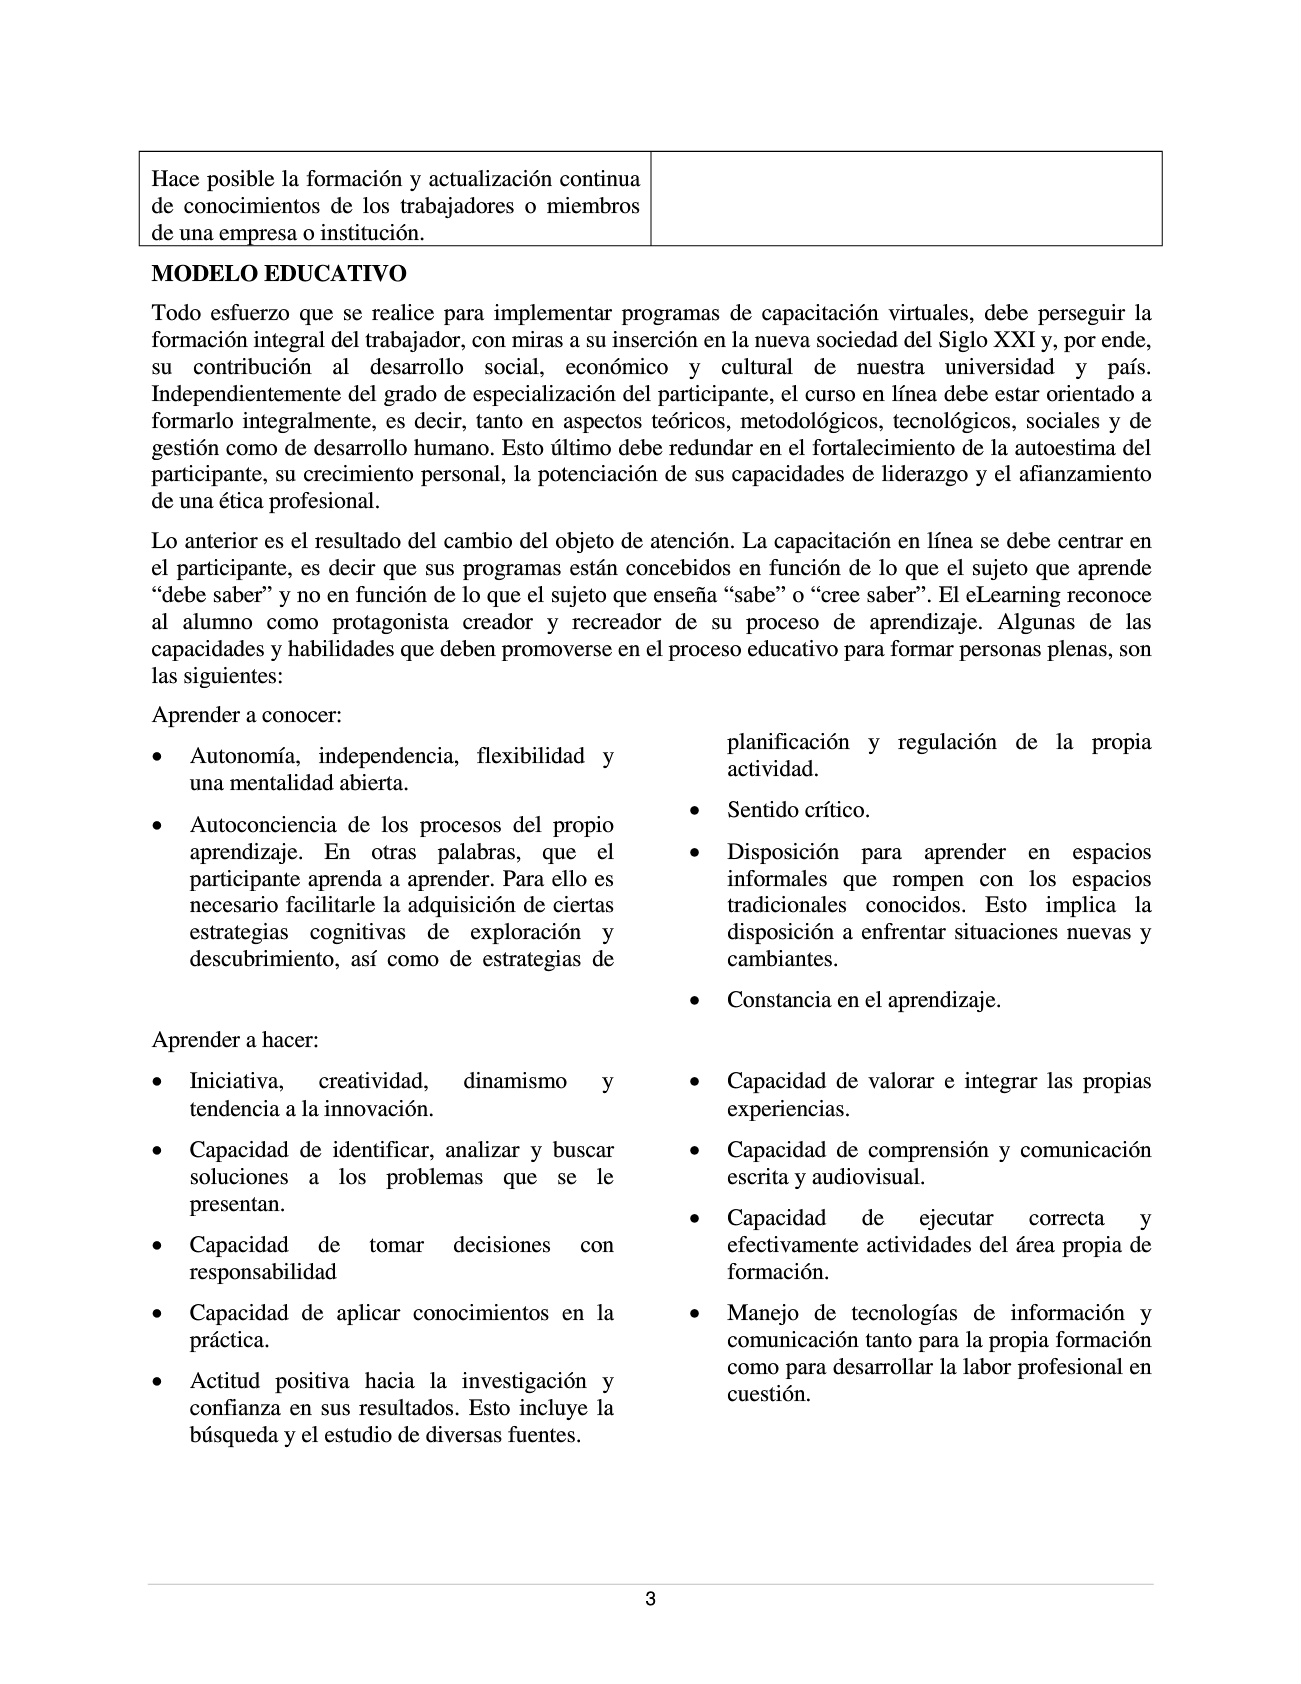 Hace posible la formación y actualización continua
de conocimientos de los trabajadores o miembros
de una empresa o institución.
MODELO EDUCATIVO
Todo esfuerzo que se realice para implementar programas de capacitación virtuales, debe perseguir la
formación integral del trabajador, con miras a su inserción en la nueva sociedad del Siglo XXI y, por ende,
su contribución al desarrollo social, económico y cultural de nuestra universidad y país.
Independientemente del grado de especialización del participante, el curso en línea debe estar orientado a
formarlo integralmente, es decir, tanto en aspectos teóricos, metodológicos, tecnológicos, sociales y de
gestión como de desarrollo humano. Esto último debe redundar en el fortalecimiento de la autoestima del
participante, su crecimiento personal, la potenciación de sus capacidades de liderazgo y el afianzamiento
de una ética profesional.
Lo anterior es el resultado del cambio del objeto de atención. La capacitación en línea se debe centrar en
el participante, es decir que sus programas están concebidos en función de lo que el sujeto que aprende
“debe saber” y no en función de lo que el sujeto que enseña “sabe” o “cree saber”. El eLearning reconoce
al alumno como protagonista creador y recreador de su proceso de aprendizaje. Algunas de las
capacidades y habilidades que deben promoverse en el proceso educativo para formar personas plenas, son
las siguientes:
Aprender a conocer:
• Autonomía, independencia, flexibilidad y
una mentalidad abierta.
• Autoconciencia de los procesos del propio
aprendizaje. En otras palabras, que el
participante aprenda a aprender. Para ello es
necesario facilitarle la adquisición de ciertas
estrategias cognitivas de exploración y
descubrimiento, así como de estrategias de
planificación y regulación de la propia
actividad.
• Sentido crítico.
• Disposición para aprender en espacios
informales que rompen con los espacios
tradicionales conocidos. Esto implica la
disposición a enfrentar situaciones nuevas y
cambiantes.
• Constancia en el aprendizaje.
Aprender a hacer:
• Iniciativa, creatividad, dinamismo y
tendencia a la innovación.
• Capacidad de identificar, analizar y buscar
soluciones a los problemas que se le
presentan.
• Capacidad de tomar decisiones con
responsabilidad
• Capacidad de aplicar conocimientos en la
práctica.
• Actitud positiva hacia la investigación y
confianza en sus resultados. Esto incluye la
búsqueda y el estudio de diversas fuentes.
• Capacidad de valorar e integrar las propias
experiencias.
• Capacidad de comprensión y comunicación
escrita y audiovisual.
• Capacidad de ejecutar correcta y
efectivamente actividades del área propia de
formación.
• Manejo de tecnologías de información y
comunicación tanto para la propia formación
como para desarrollar la labor profesional en
cuestión.
3